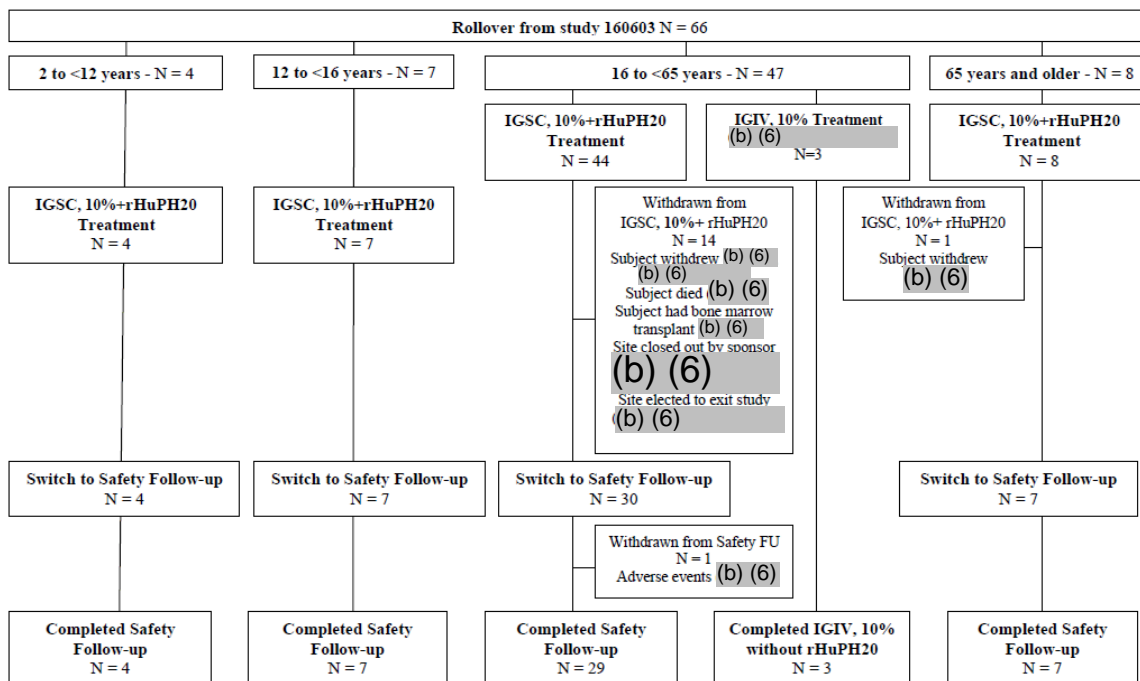 Rollover from study 160603 N = 66
2 to <12 years - N = 4
12 to <16 years - N = 7
16 to <65 years - N = 47
65 years and older - N = 8
IGSC, 10%+rHuPH20
Treatment
N = 44
IGIV, 10% Treatment
(b) (6)
N=3
IGSC, 10%+rHuPH20
Treatment
N = 8
IGSC, 10%+rHuPH20
Treatment
N = 4
IGSC, 10%+rHuPH20
Treatment
N = 7
Withdrawn from
IGSC, 10%+ rHuPH20
N = 14
Subject withdrew (b) (6)
(b) (6)
Subject died (b) (6)
Subject had bone marrow
transplant (b) (6)
Site closed out by sponsor
(b) (6)
Site elected to exit study
(b) (6)
Withdrawn from
IGSC, 10%+ rHuPH20
N = 1
Subject withdrew
(b) (6)
Switch to Safety Follow-up
N = 4
Switch to Safety Follow-up
N = 7
Switch to Safety Follow-up
N = 30
Switch to Safety Follow-up
N = 7
Withdrawn from Safety FU
N = 1
Adverse events (b) (6)
Completed Safety
Follow-up
N = 4
Completed Safety
Follow-up
N = 7
Completed Safety
Follow-up
N = 29
Completed IGIV, 10%
without rHuPH20
N = 3
Completed Safety
Follow-up
N = 7